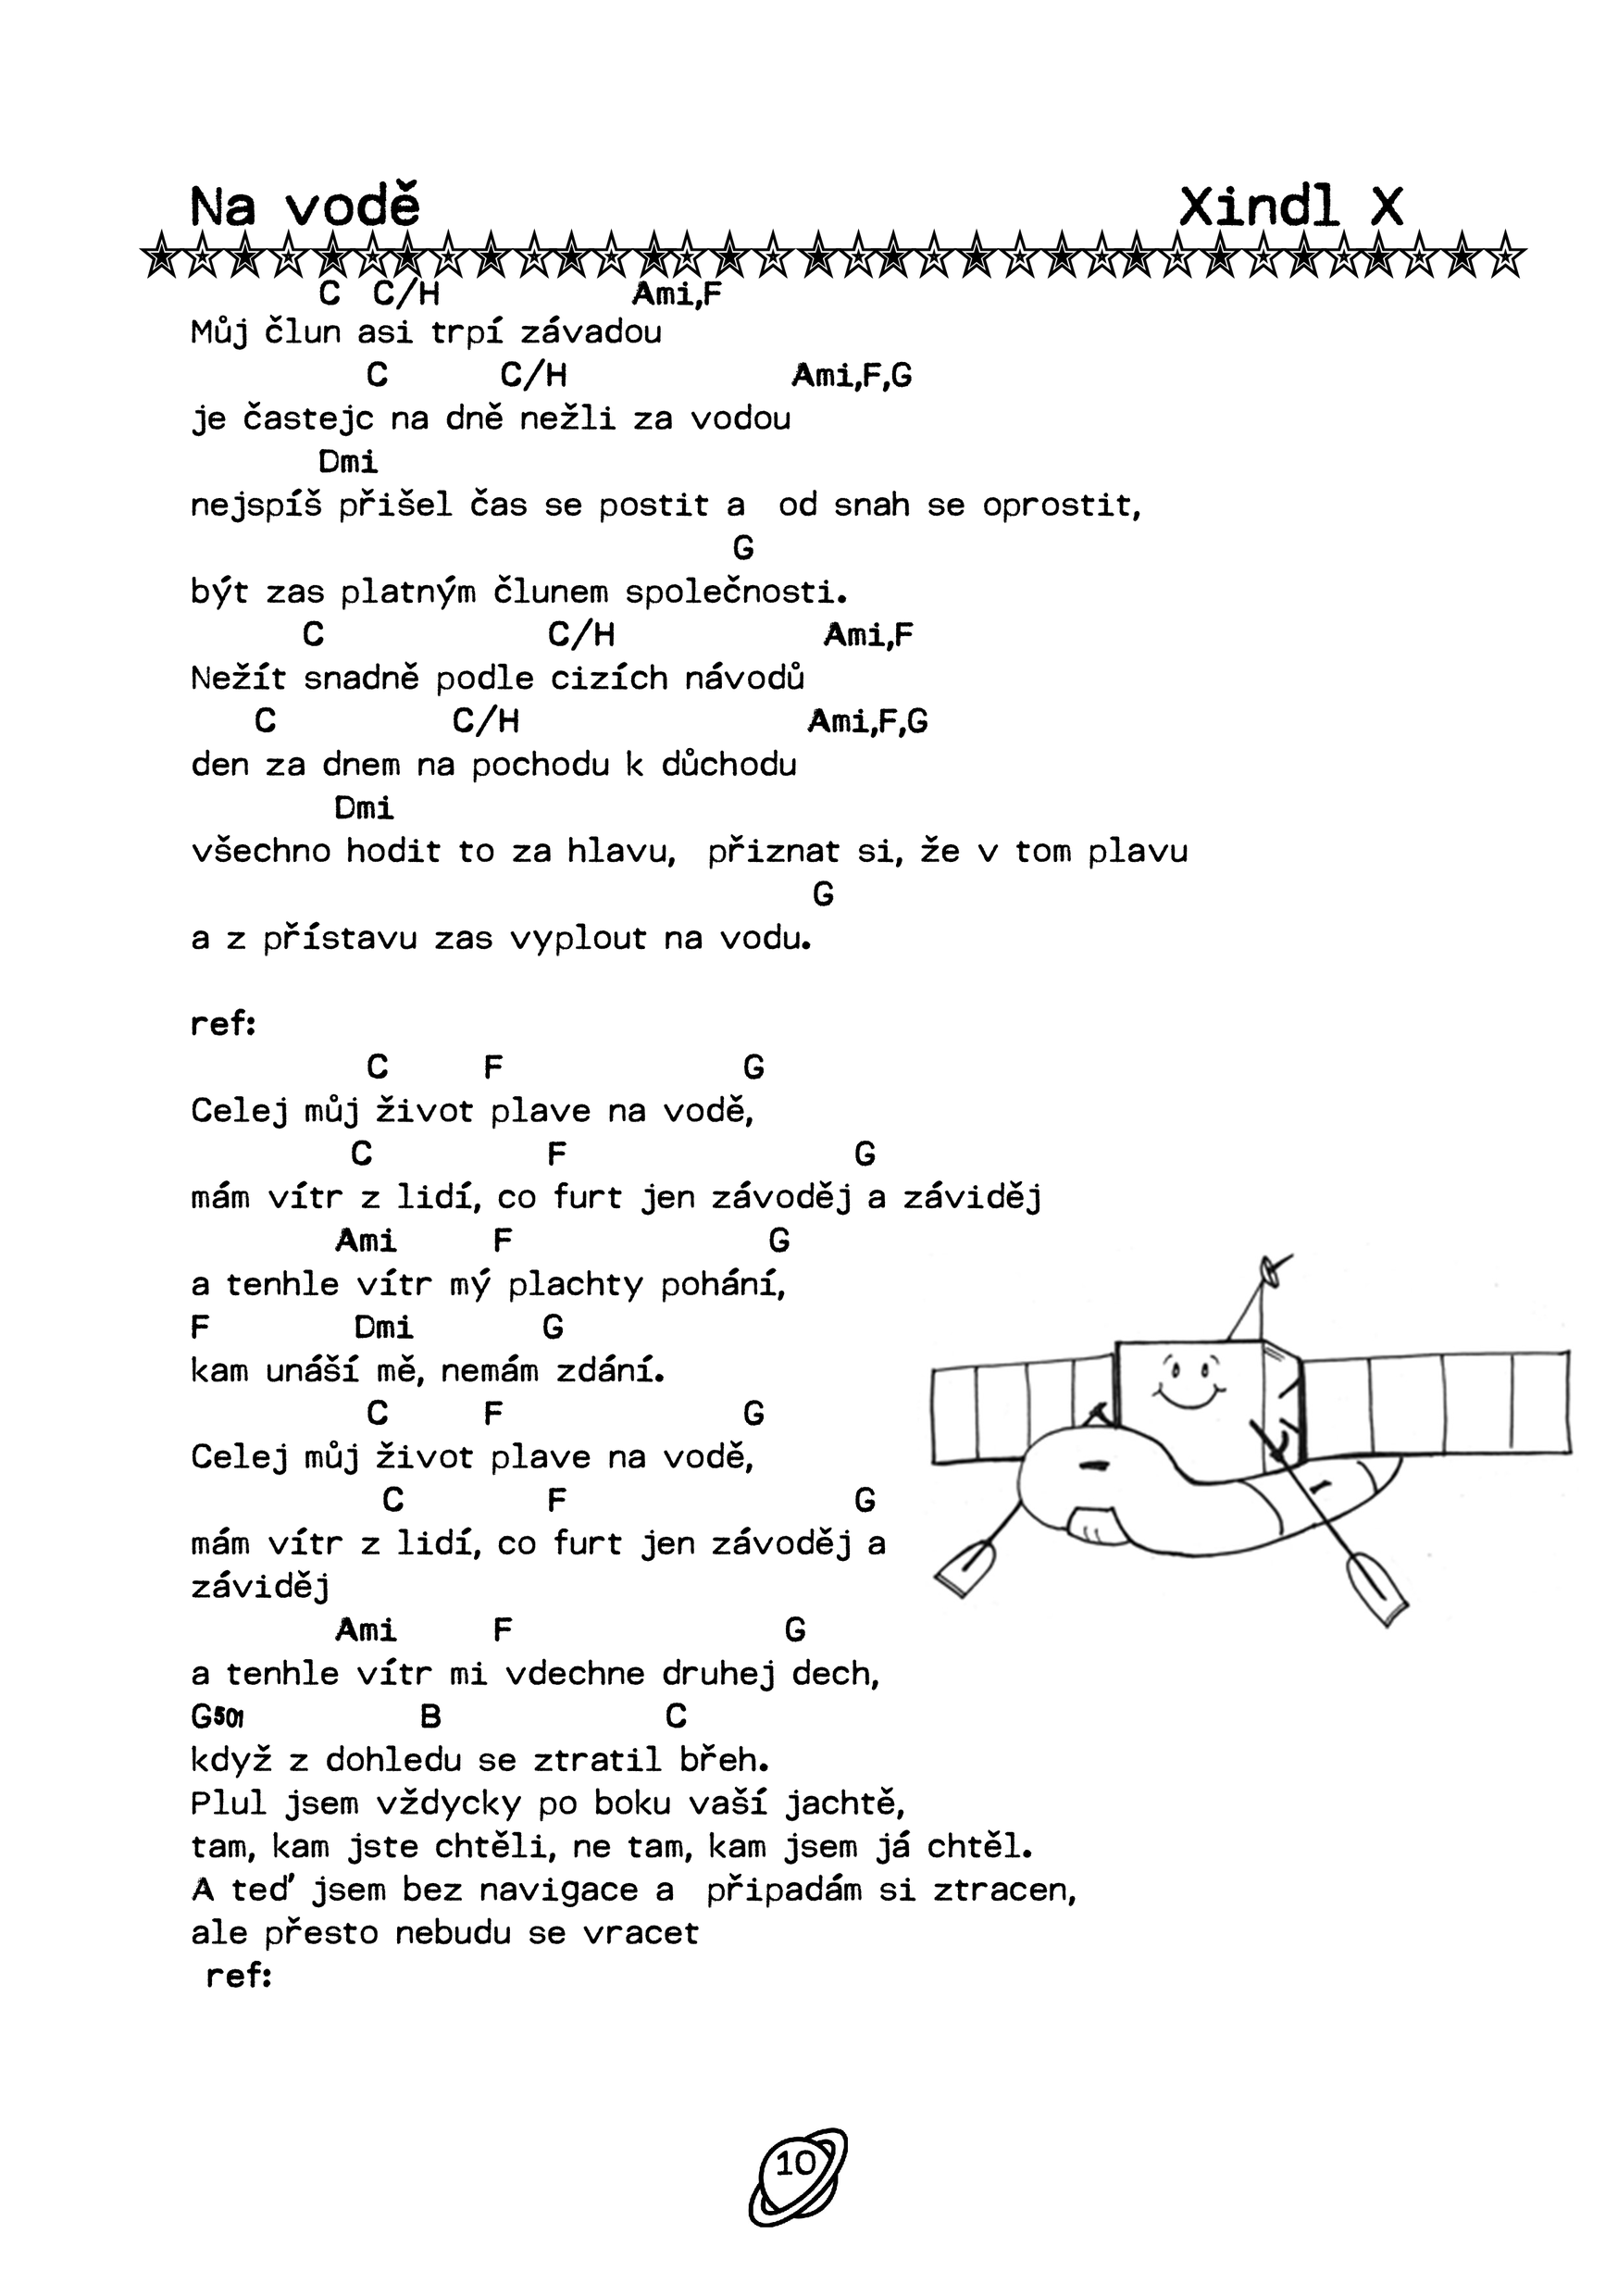 Na vodě Xindl X
C C/H Ami,F
Můj člun asi trpí závadou
C C/H Ami,F,G
je častejc na dně nežli za vodou
Dmi
nejspíš přišel čas se postit a od snah se oprostit,
G
být zas platným člunem společnosti.
C C/H Ami,F
Nežít snadně podle cizích návodů
C C/H Ami,F,G
den za dnem na pochodu k důchodu
Dmi
všechno hodit to za hlavu, přiznat si, že v tom plavu
G
a z přístavu zas vyplout na vodu.
ref:
C F G
Celej můj život plave na vodě,
C F G
mám vítr z lidí, co furt jen závoděj a záviděj
Ami F G
a tenhle vítr mý plachty pohání,
F Dmi G
kam unáší mě, nemám zdání.
C F G
Celej můj život plave na vodě,
C F G
mám vítr z lidí, co furt jen závoděj a
záviděj
Ami F G
a tenhle vítr mi vdechne druhej dech,
G501 B C
když z dohledu se ztratil břeh.
Plul jsem vždycky po boku vaší jachtě,
tam, kam jste chtěli, ne tam, kam jsem já chtěl.
A teď jsem bez navigace a připadám si ztracen,
ale přesto nebudu se vracet
ref:
10